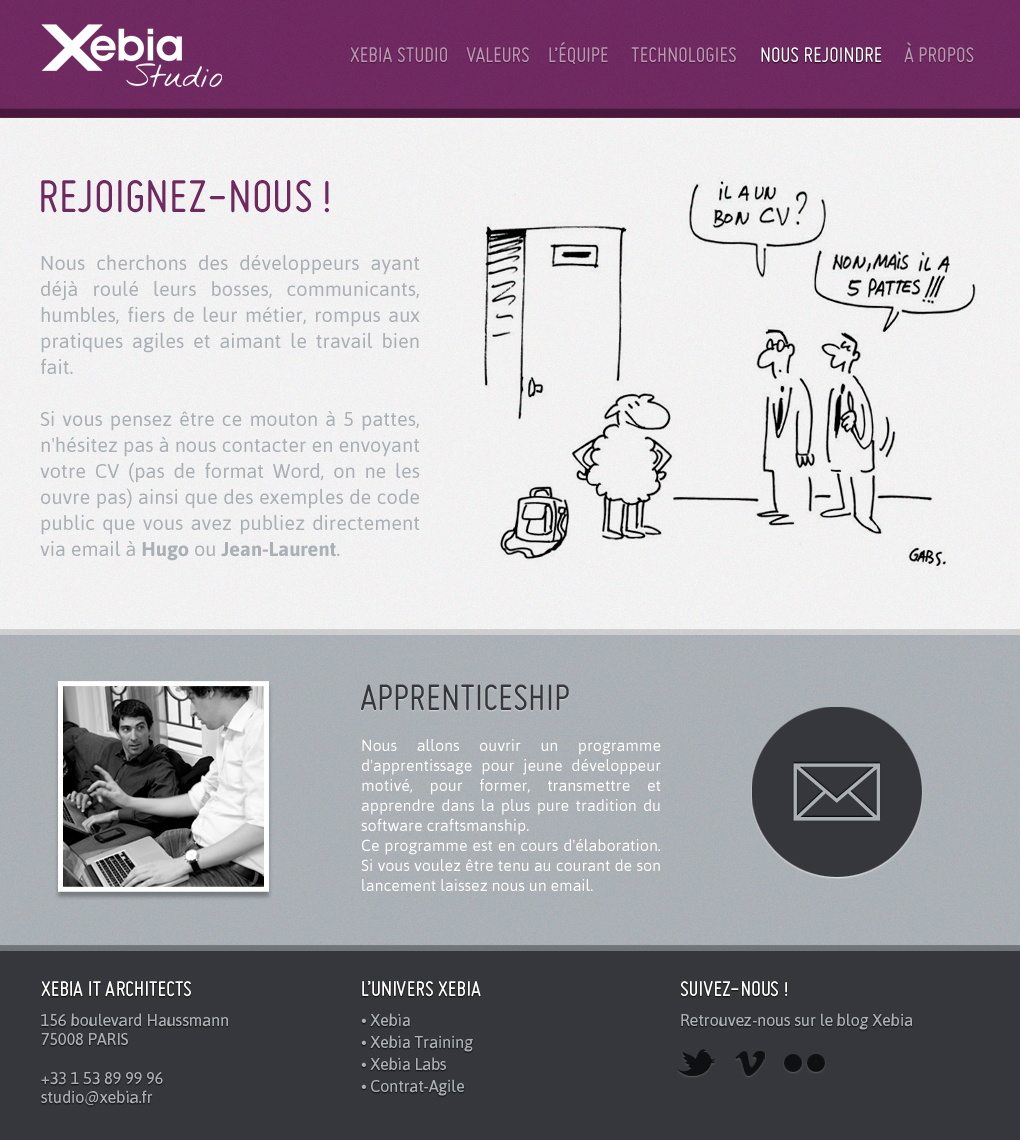 Xebia
Studio
XEBIA STUDIO VALEURS L'ÉQUIPE TECHNOLOGIES NOUS REJOINDRE À PROPOS
REJOIGNEZ-NOUS !
Nous cherchons des développeurs ayant
déjà roulé leurs bosses, communicants,
humbles, fiers de leur métier, rompus aux
pratiques agiles et aimant le travail bien
fait.
Si vous pensez être ce mouton à 5 pattes,
n'hésitez pas à nous contacter en envoyant
votre CV (pas de format Word, on ne les
ouvre pas) ainsi que des exemples de code
public que vous avez publiez directement
via email à Hugo ou Jean-Laurent.
iL A UN
BON CV ?
NON, MAiS iL A
5 PATTES !!!
GABS.
APPRENTICESHIP
Nous allons ouvrir un programme
d'apprentissage pour jeune développeur
motivé, pour former, transmettre et
apprendre dans la plus pure tradition du
software craftsmanship.
Ce programme est en cours d'élaboration.
Si vous voulez être tenu au courant de son
lancement laissez nous un email.
XEBIA IT ARCHITECTS
156 boulevard Haussmann
75008 PARIS
+33 1 53 89 99 96
studio@xebia.fr
L'UNIVERS XEBIA
• Xebia
• Xebia Training
• Xebia Labs
• Contrat-Agile
SUIVEZ-NOUS !
Retrouvez-nous sur le blog Xebia